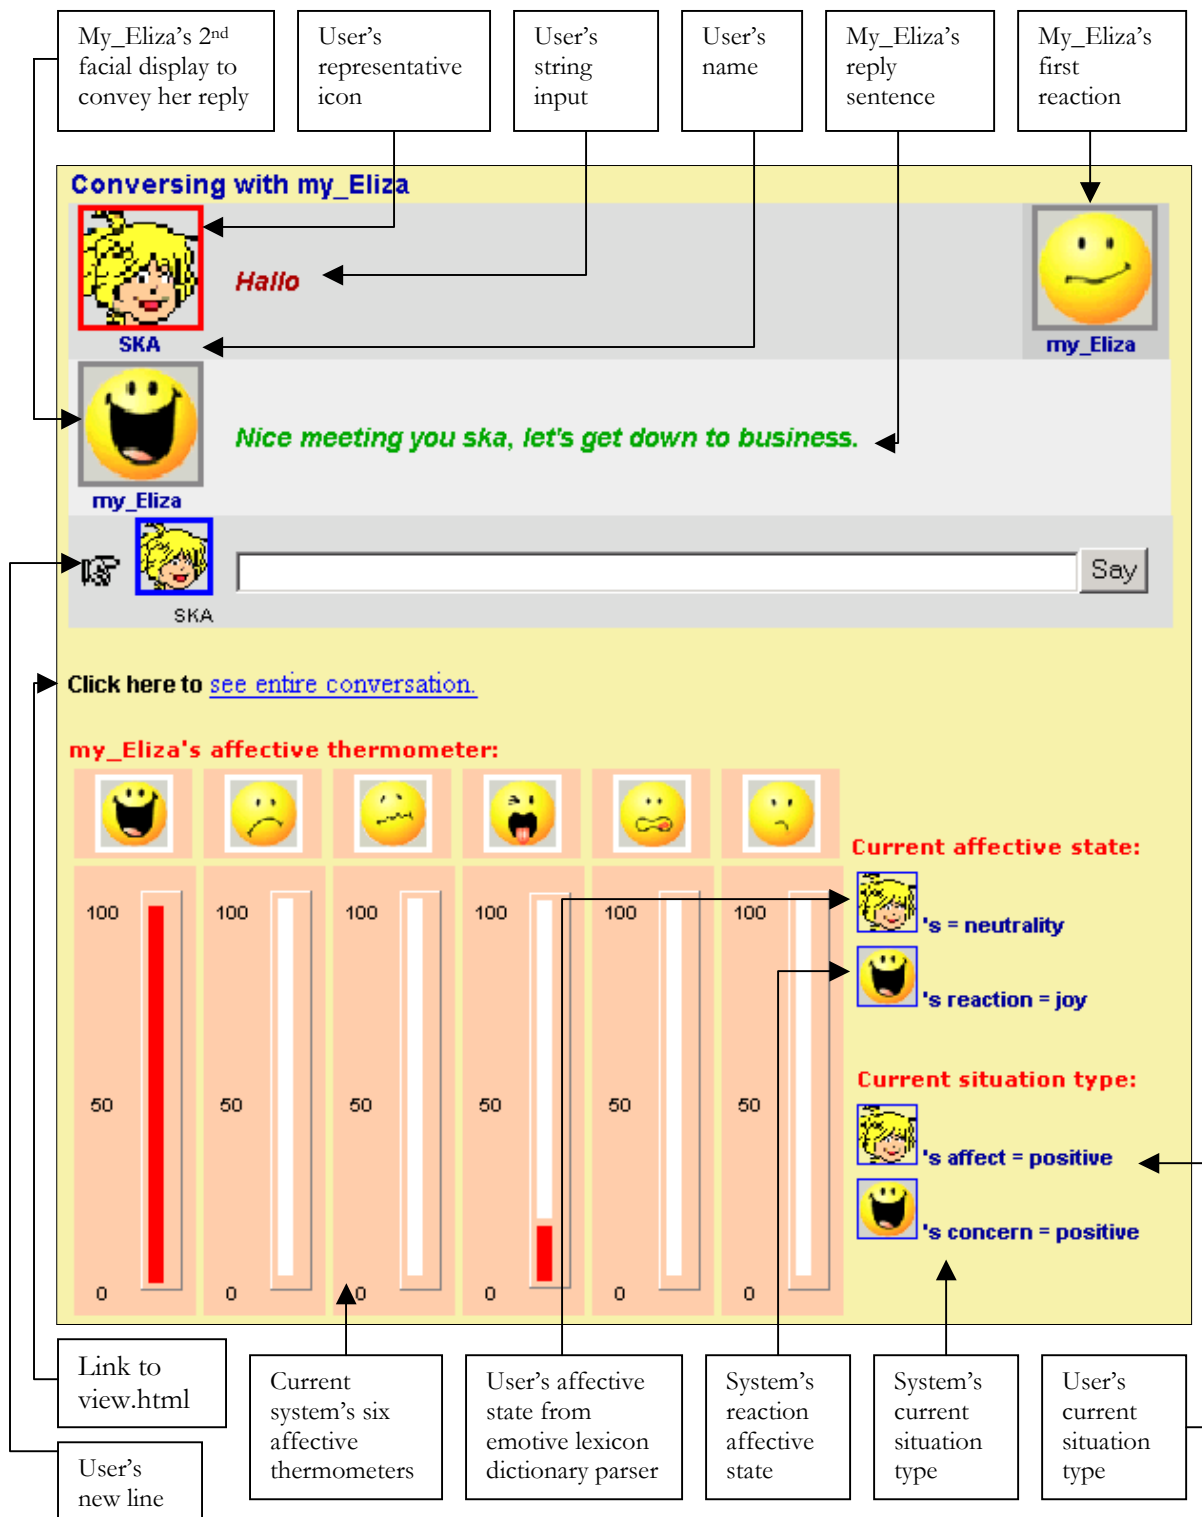 My_Eliza's 2nd
facial display to
convey her reply
User's
representative
icon
User's
string
input
User's
name
My_Eliza's
reply
sentence
My_Eliza's
first
reaction
Conversing with my_Eliza
Hallo
SKA
my_Eliza
Nice meeting you ska, let's get down to business.
my_Eliza
Say
SKA
Click here to see entire conversation.
my_Eliza's affective thermometer:
100 100 100 100 100 100
50 50 50 50 50 50
0 0 0 0 0 0
Current affective state:
's = neutrality
's reaction = joy
Current situation type:
's affect = positive
's concern = positive
Link to
view.html
User's
new line
Current
system's six
affective
thermometers
User's affective
state from
emotive lexicon
dictionary parser
System's
reaction
affective
state
System's
current
situation
type
User's
current
situation
type